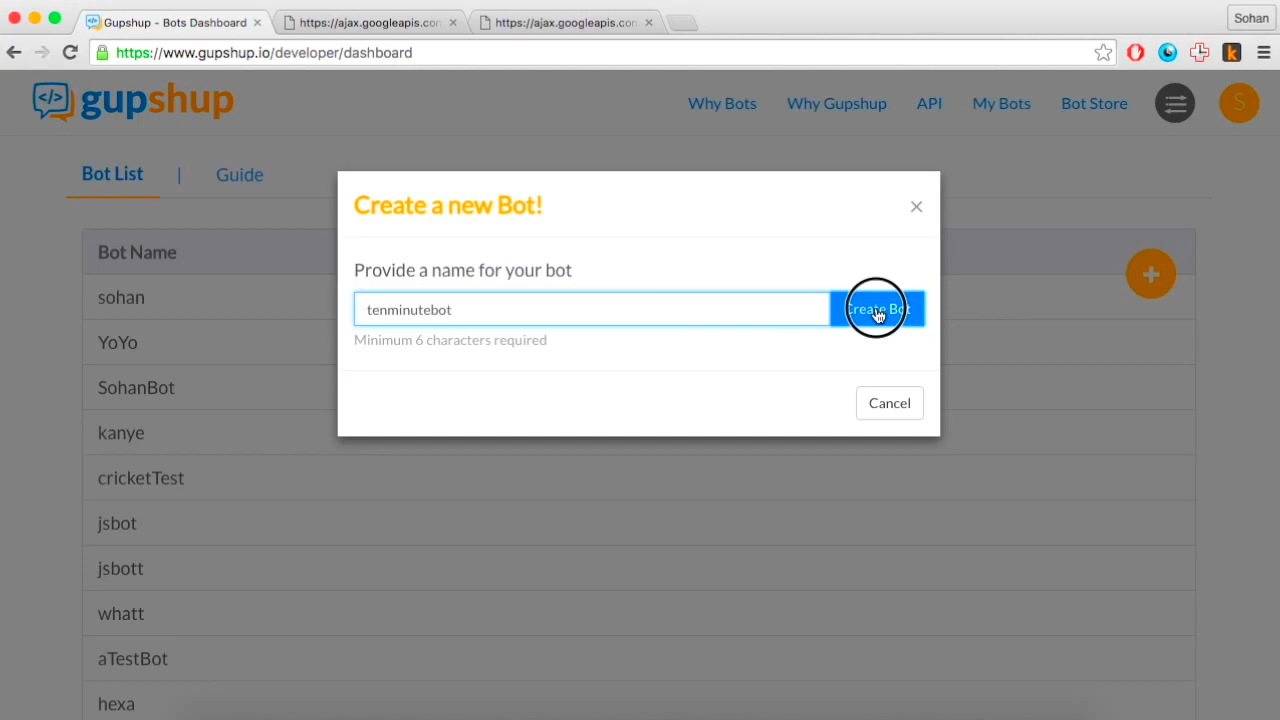 Gupshup - Bots Dashboard
https://ajax.googleapis.com
https://ajax.googleapis.com
Sohan
https://www.gupshup.io/developer/dashboard
</> gupshup
Why Bots
Why Gupshup
API
My Bots
Bot Store
S
Bot List | Guide
Create a new Bot!
×
Bot Name
Provide a name for your bot
+
sohan
tenminutebot
Create Bot
Minimum 6 characters required
YoYo
SohanBot
Cancel
kanye
cricketTest
jsbot
jsbott
whatt
aTestBot
hexa